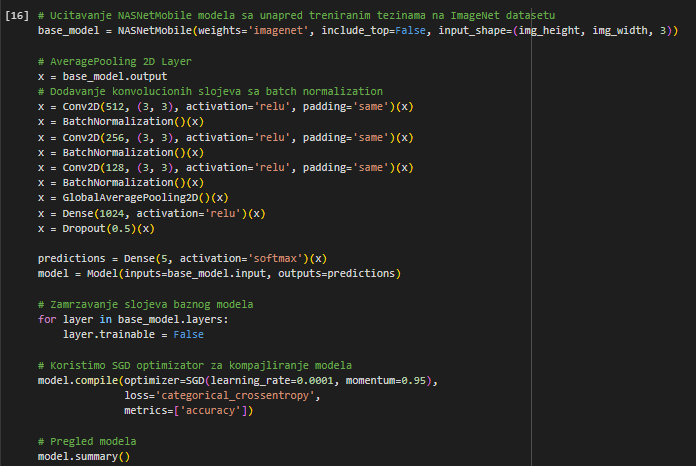 [16] # Ucitavanje NASNetMobile modela sa unapred treniranim tezinama na ImageNet datasetu
base_model = NASNetMobile(weights='imagenet', include_top=False, input_shape=(img_height, img_width, 3))
# AveragePooling 2D Layer
x = base_model.output
# Dodavanje konvolucionih slojeva sa batch normalization
x = Conv2D(512, (3, 3), activation='relu', padding='same')(x)
x = BatchNormalization()(x)
x = Conv2D(256, (3, 3), activation='relu', padding='same')(x)
x = BatchNormalization()(x)
x = Conv2D(128, (3, 3), activation='relu', padding='same')(x)
x = BatchNormalization()(x)
x = GlobalAveragePooling2D()(x)
x = Dense(1024, activation='relu')(x)
x = Dropout(0.5)(x)
predictions = Dense(5, activation='softmax')(x)
model = Model(inputs=base_model.input, outputs=predictions)
# Zamrzavanje slojeva baznog modela
for layer in base_model.layers:
    layer.trainable = False
# Koristimo SGD optimizator za kompajliranje modela
model.compile(optimizer=SGD(learning_rate=0.0001, momentum=0.95),
              loss='categorical_crossentropy',
              metrics=['accuracy'])
# Pregled modela
model.summary()